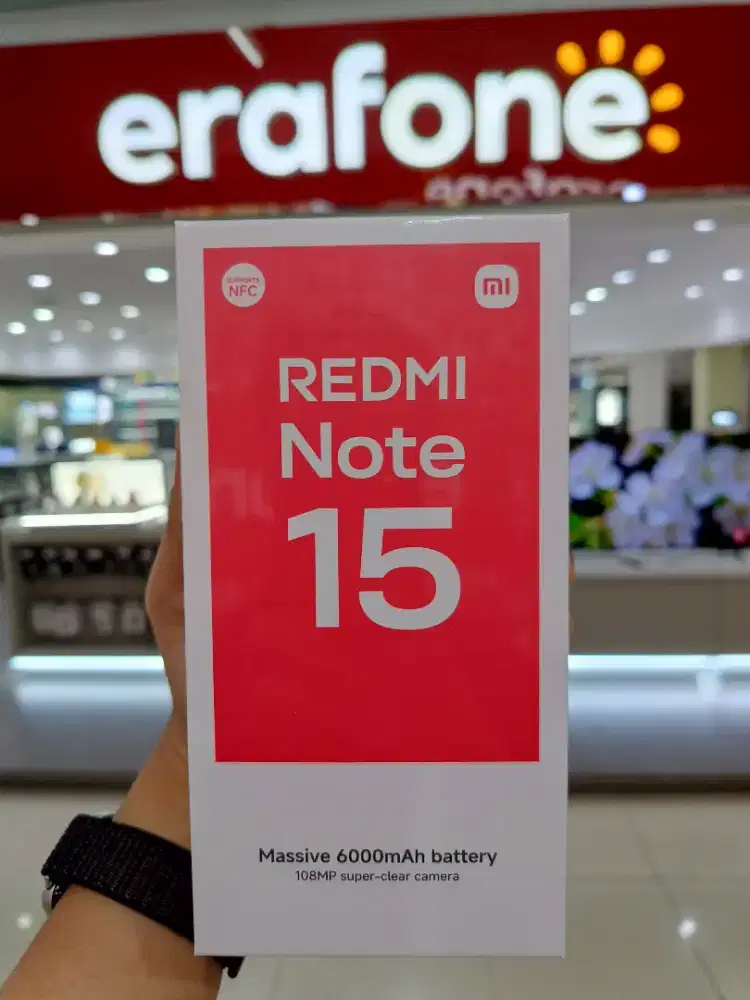 erafone
SUPPORTS
NFC
mi
REDMI
Note
15
Massive 6000mAh battery
108MP super-clear camera